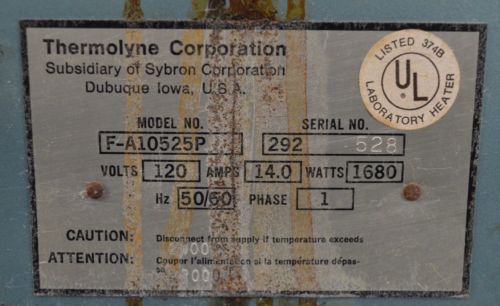 Thermolyne Corporation
Subsidiary of Sybron Corporation
Dubuque Iowa, U.S.A.
LISTED 374B
UL
LABORATORY HEATER
MODEL NO. SERIAL NO.
F-A10525P 292 528
VOLTS 120 AMPS 14.0 WATTS 1680
Hz 50/60 PHASE 1
CAUTION: Disconnect from supply if temperature exceeds
ATTENTION: Couper l'alimentation si la température dépas-
se